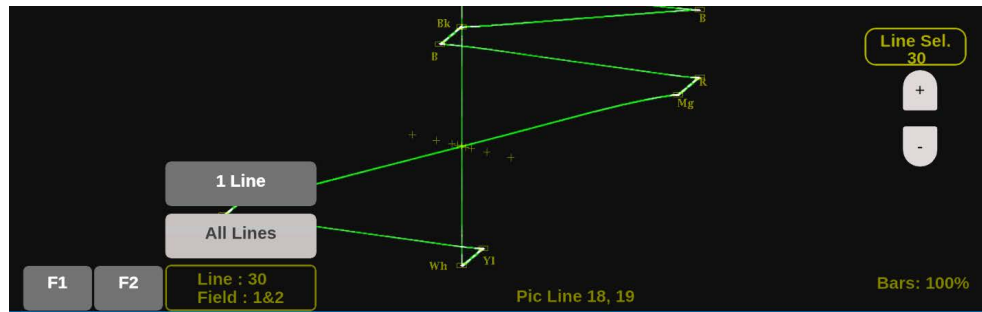 Bk
B
B
R
Mg
Line Sel.
30
+
-
1 Line
All Lines
Wh
Yl
F1
F2
Line : 30
Field : 1&2
Pic Line 18, 19
Bars: 100%